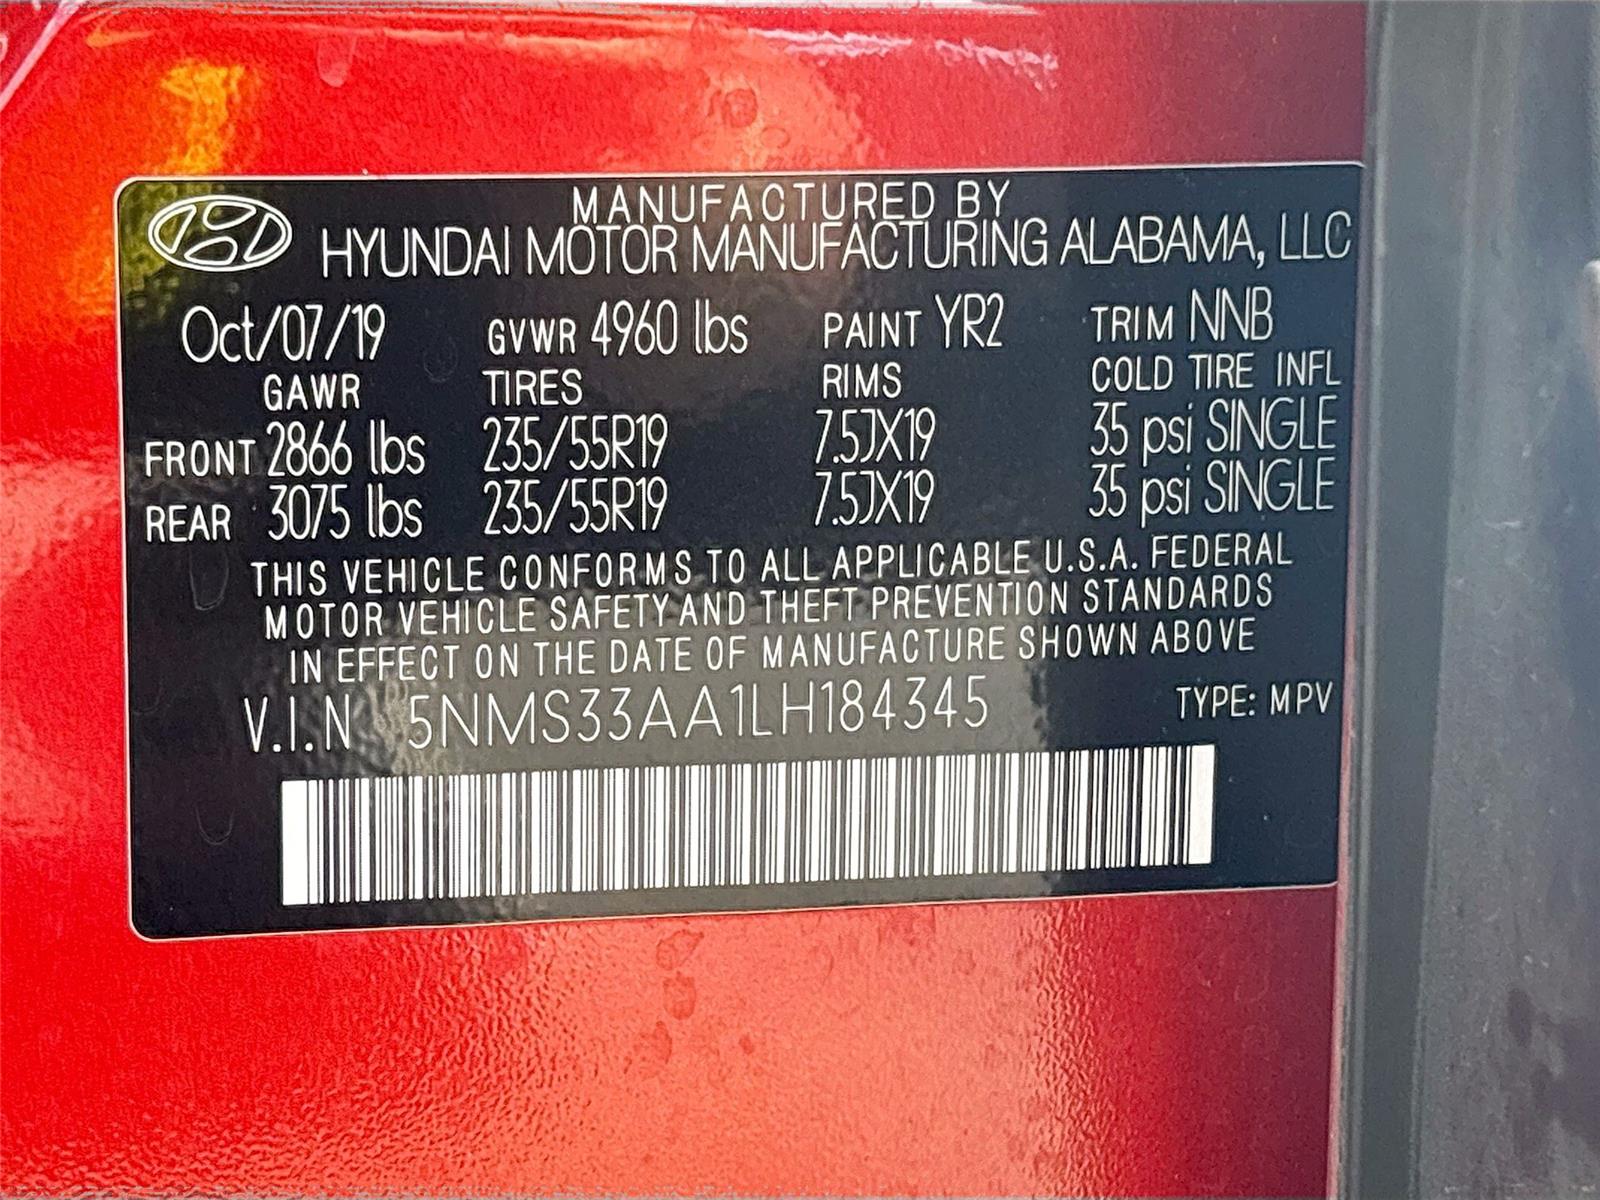 MANUFACTURED BY
HYUNDAI MOTOR MANUFACTURING ALABAMA, LLC
Oct/07/19 GVWR 4960 lbs PAINT YR2 TRIM NNB
GAWR TIRES RIMS COLD TIRE INFL
FRONT 2866 lbs 235/55R19 7.5JX19 35 psi SINGLE
REAR 3075 lbs 235/55R19 7.5JX19 35 psi SINGLE
THIS VEHICLE CONFORMS TO ALL APPLICABLE U.S.A. FEDERAL
MOTOR VEHICLE SAFETY AND THEFT PREVENTION STANDARDS
IN EFFECT ON THE DATE OF MANUFACTURE SHOWN ABOVE
V.I.N 5NMS33AA1LH184345 TYPE: MPV